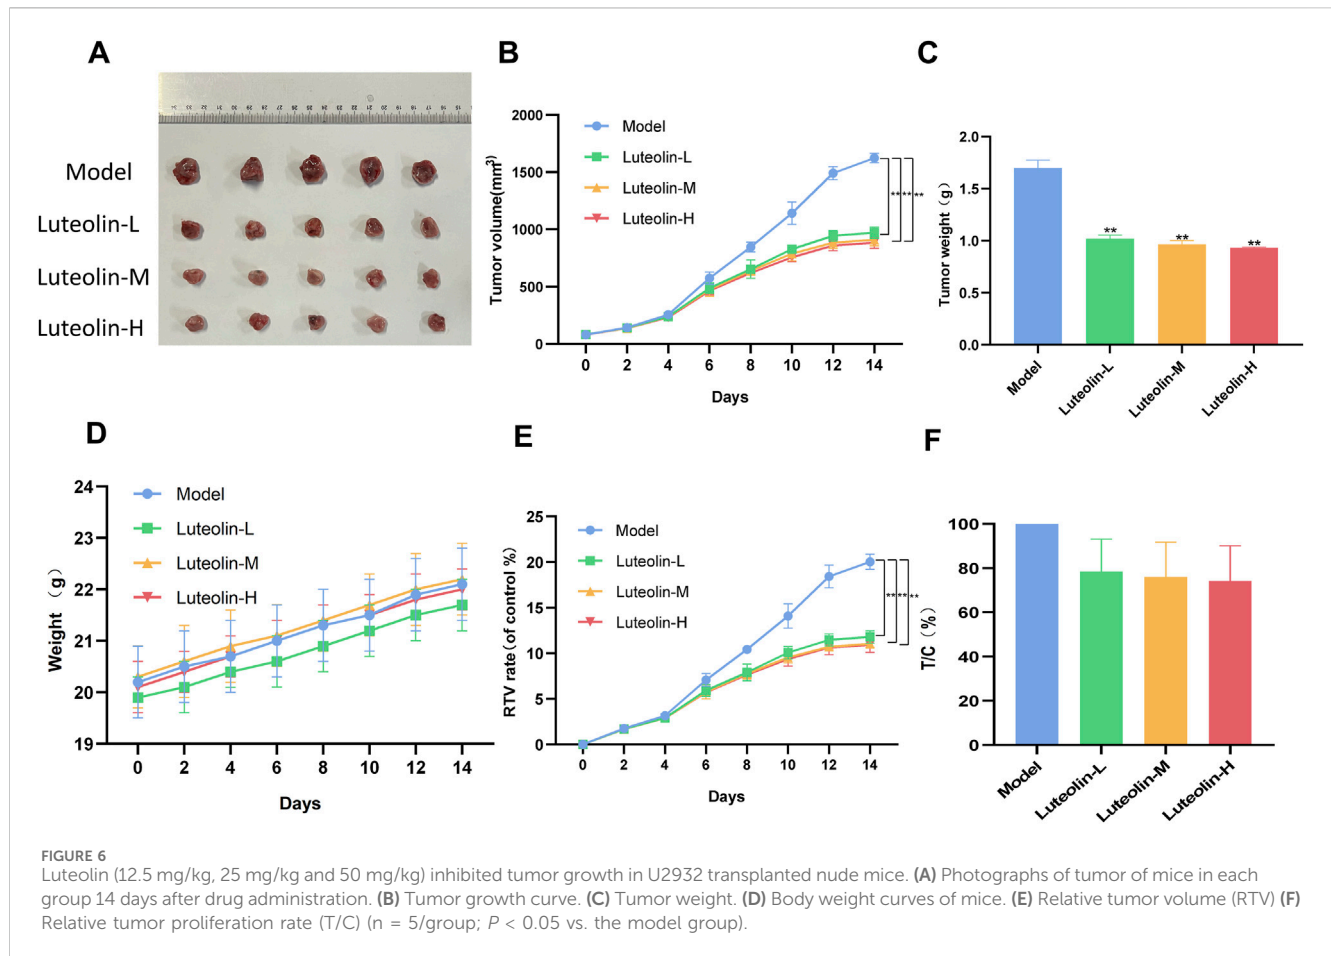 A
Model
Luteolin-L
Luteolin-M
Luteolin-H
B
Tumor volume(mm³)
2000
1500
1000
500
0
Model
Luteolin-L
Luteolin-M
Luteolin-H
** ** **
0 2 4 6 8 10 12 14
Days
C
Tumor weight（g）
2.0
1.5
1.0
0.5
0.0
** ** **
Model Luteolin-L Luteolin-M Luteolin-H
D
Weight （g）
24
23
22
21
20
19
Model
Luteolin-L
Luteolin-M
Luteolin-H
0 2 4 6 8 10 12 14
Days
E
RTV rate(of control %)
25
20
15
10
5
0
Model
Luteolin-L
Luteolin-M
Luteolin-H
** ** **
0 2 4 6 8 10 12 14
Days
F
T/C（%）
100
80
60
40
20
0
Model Luteolin-L Luteolin-M Luteolin-H
FIGURE 6
Luteolin (12.5 mg/kg, 25 mg/kg and 50 mg/kg) inhibited tumor growth in U2932 transplanted nude mice. (A) Photographs of tumor of mice in each
group 14 days after drug administration. (B) Tumor growth curve. (C) Tumor weight. (D) Body weight curves of mice. (E) Relative tumor volume (RTV) (F)
Relative tumor proliferation rate (T/C) (n = 5/group; P < 0.05 vs. the model group).